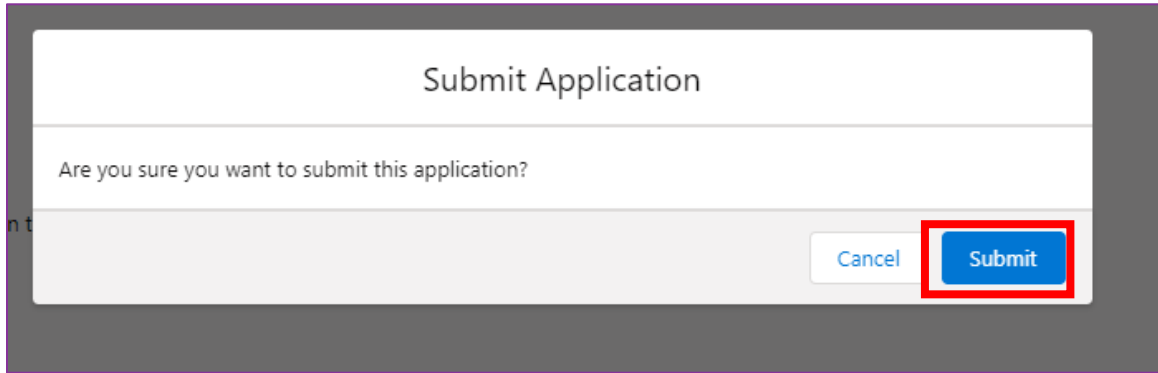 Submit Application
Are you sure you want to submit this application?
n t
Cancel Submit